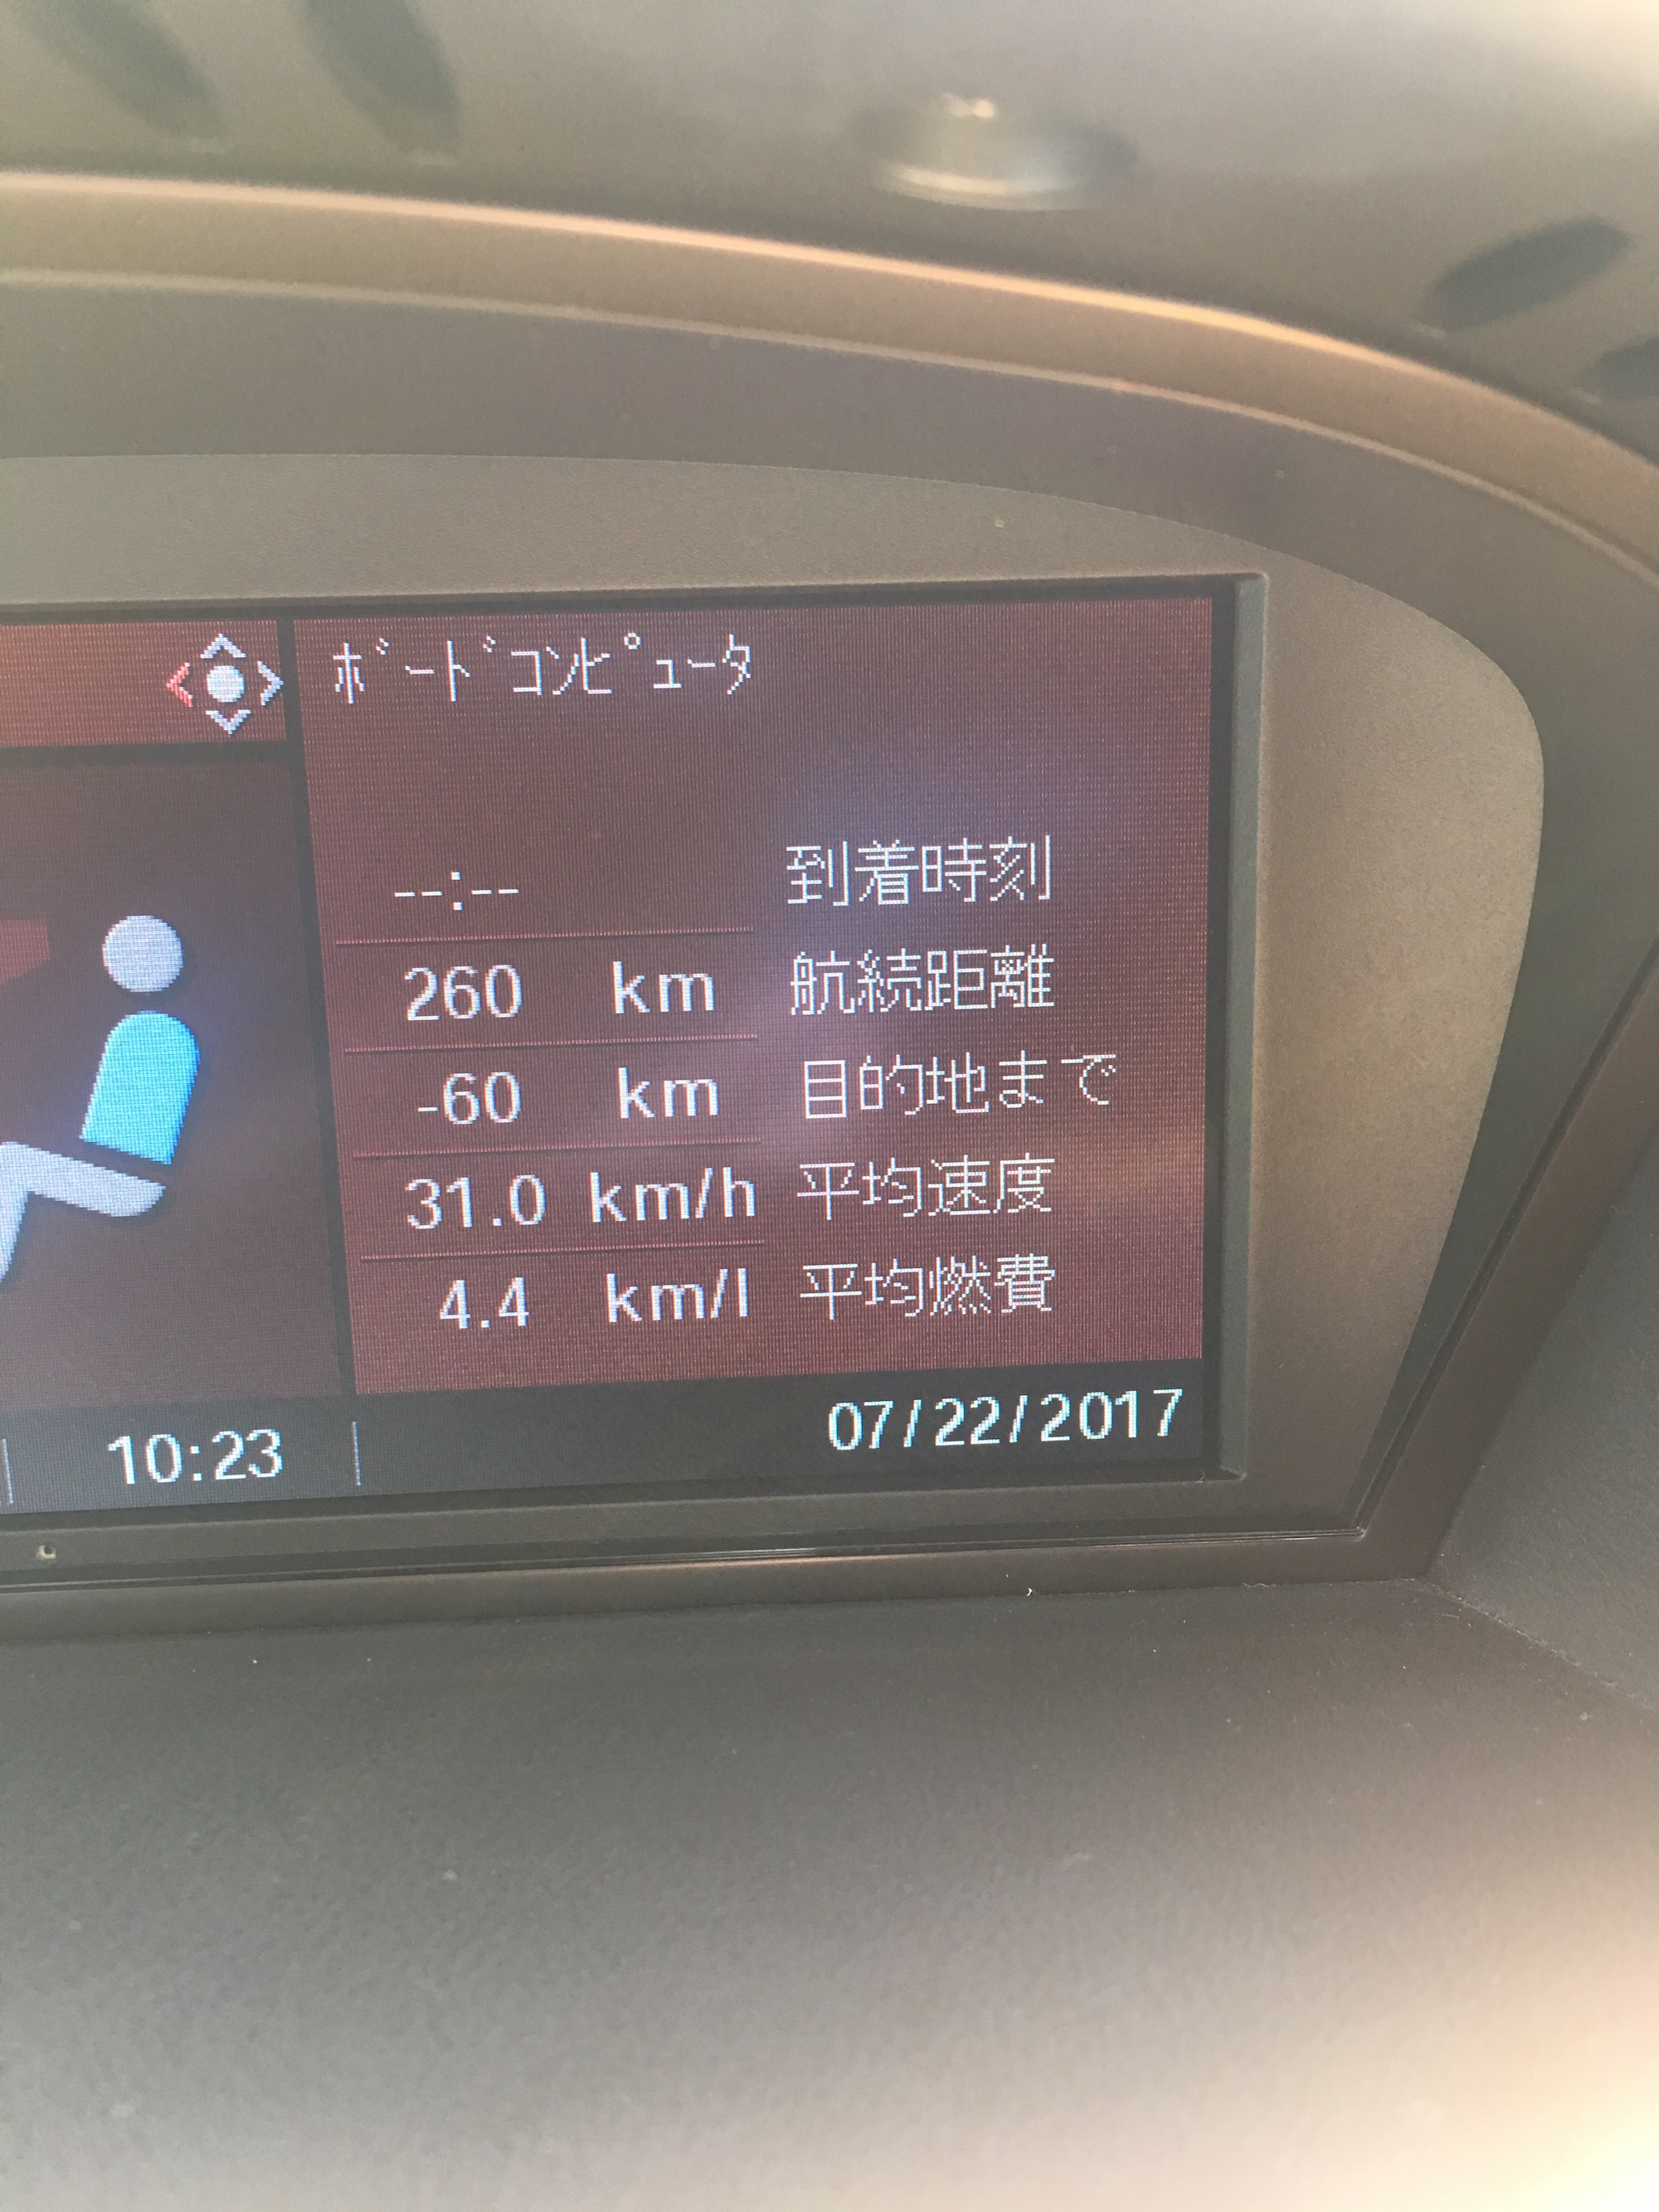 ﾎﾞｰﾄﾞｺﾝﾋﾟｭｰﾀ
--:-- 到着時刻
260 km 航続距離
-60 km 目的地まで
31.0 km/h 平均速度
4.4 km/l 平均燃費
10:23 07/22/2017